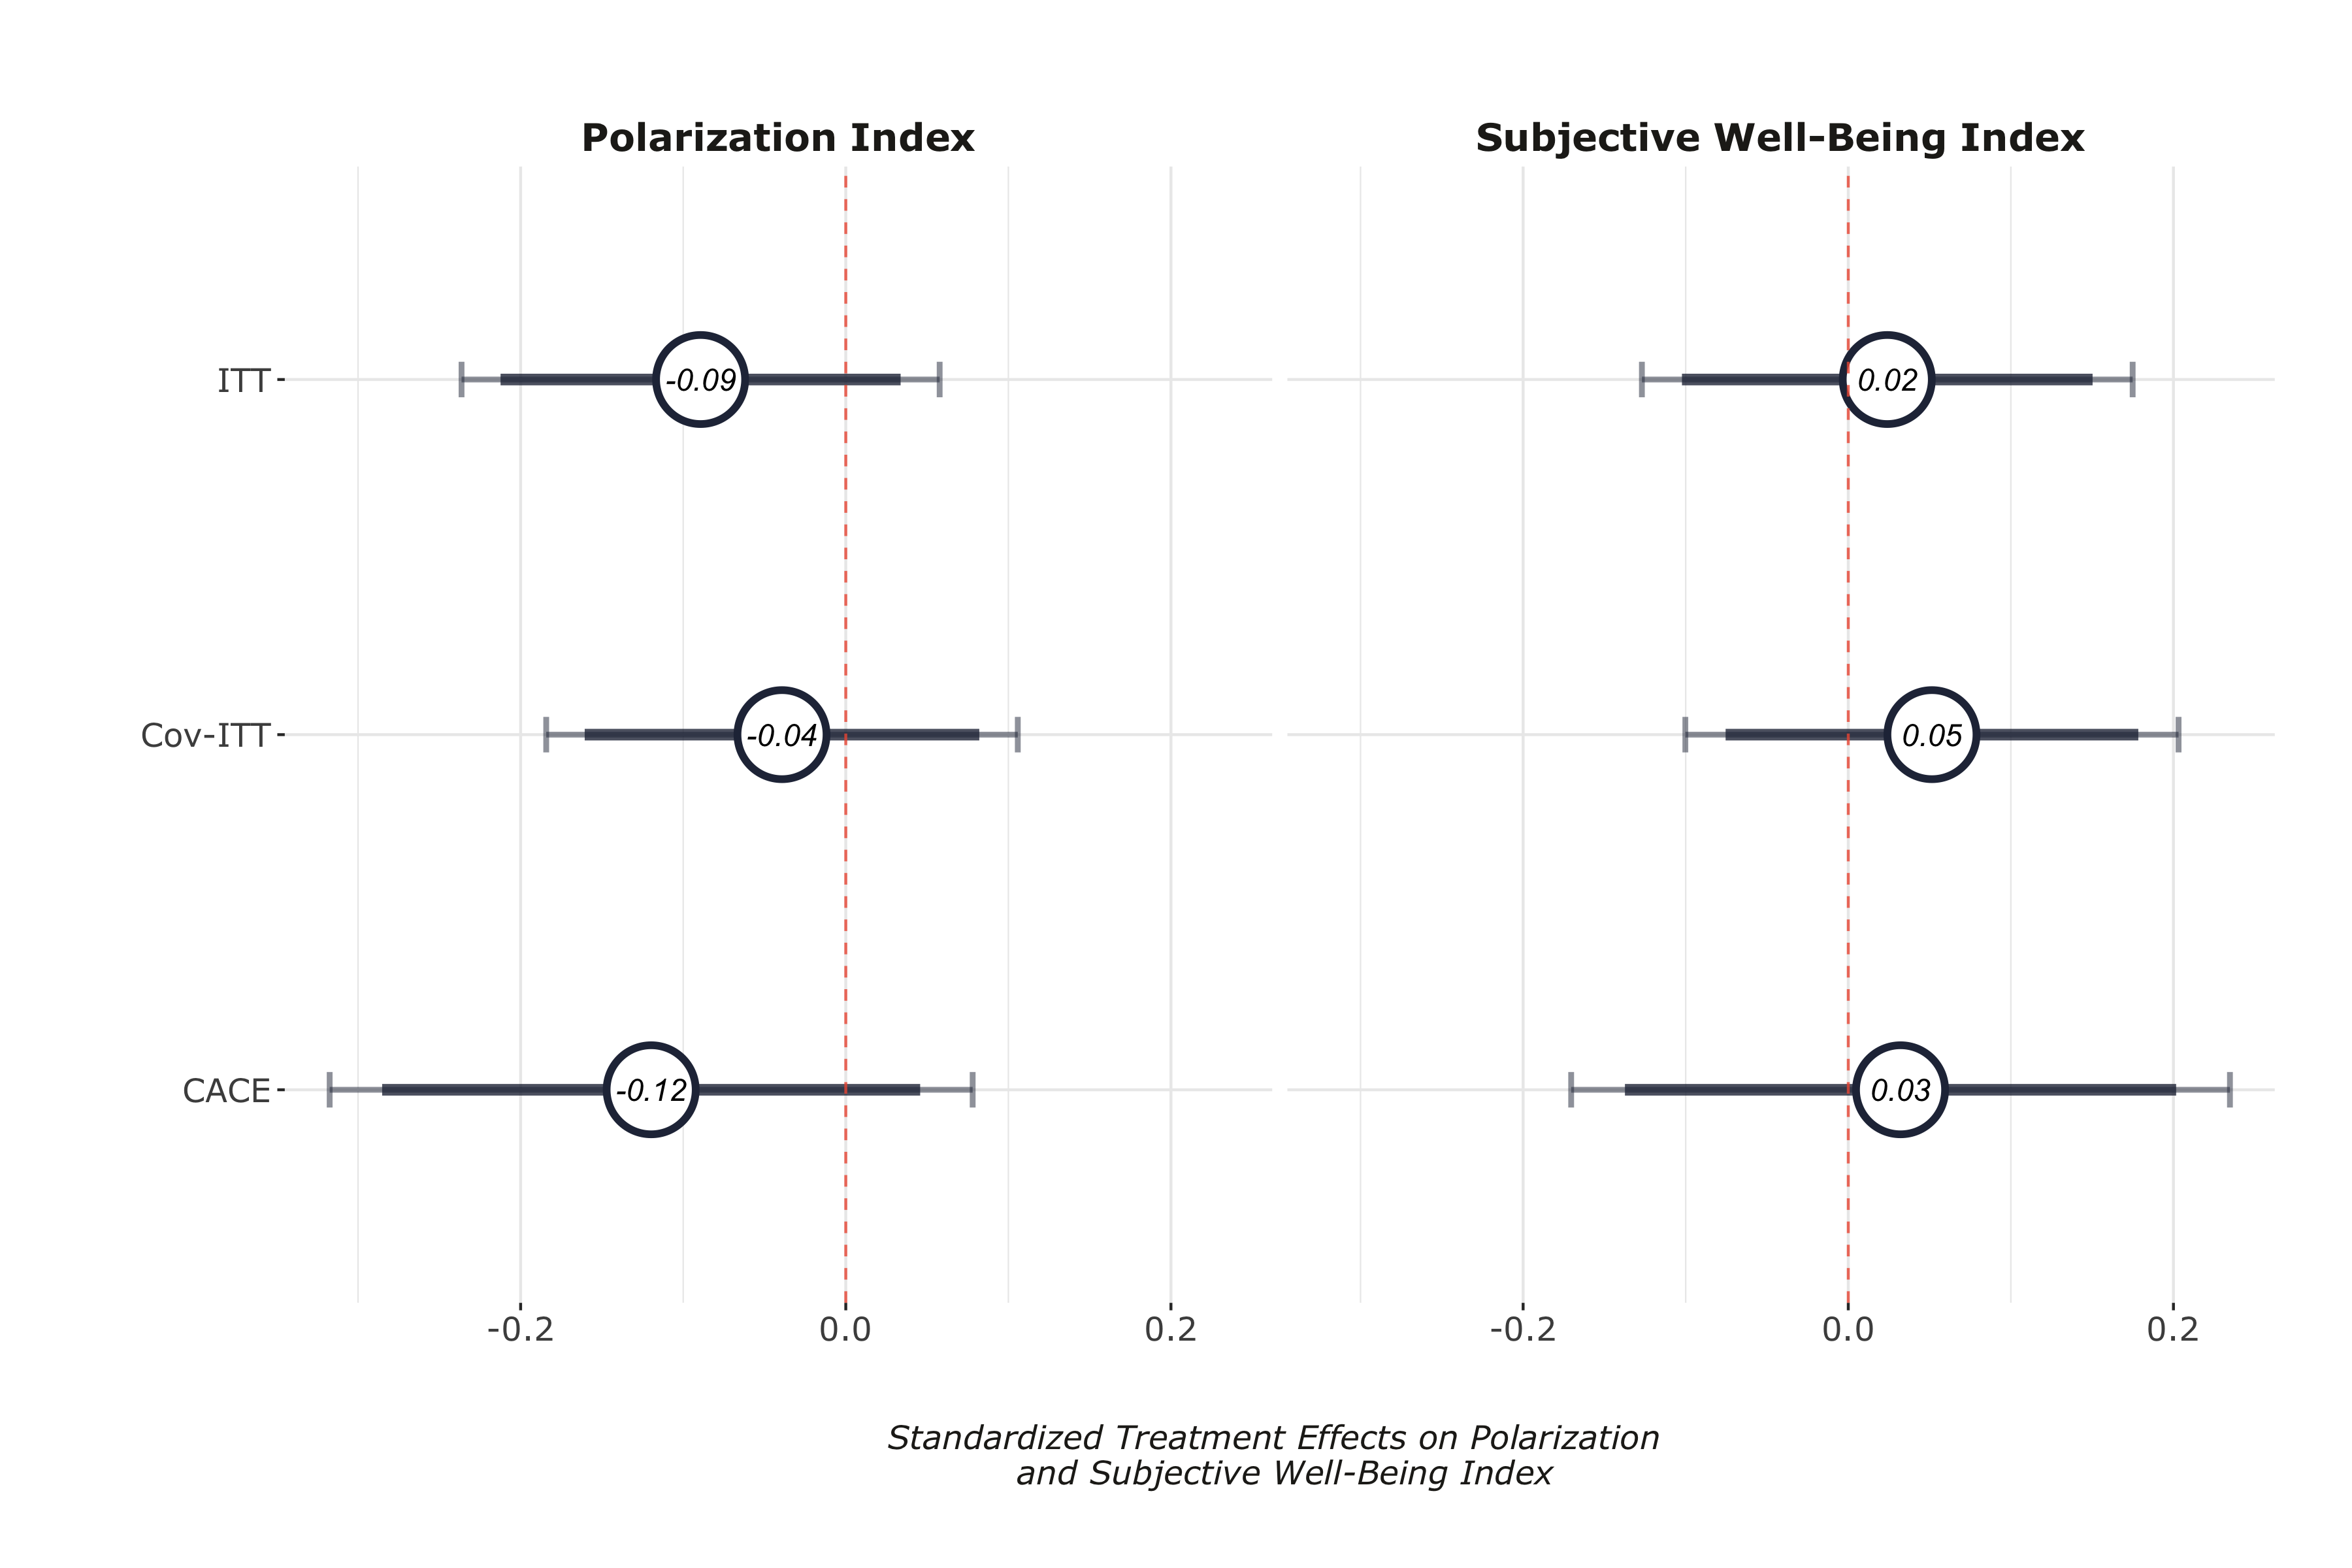 Polarization Index
Subjective Well-Being Index
ITT
-0.09
0.02
Cov-ITT
-0.04
0.05
CACE
-0.12
0.03
-0.2 0.0 0.2
-0.2 0.0 0.2
Standardized Treatment Effects on Polarization
and Subjective Well-Being Index